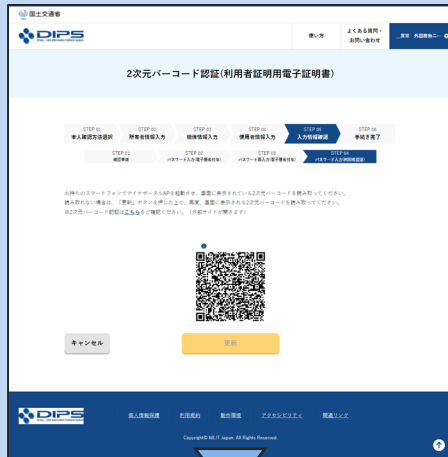 国土交通省
DIPS
使い方
よくある質問・
お問い合わせ
2次元バーコード認証(利用者証明用電子証明書)
STEP 01
本人確認方法選択
STEP 02
所有者情報入力
STEP 03
機体情報入力
STEP 04
使用者情報入力
STEP 05
入力情報確認
STEP 06
手続き完了
STEP 01
確認事項
STEP 02
パスワード入力(電子署名付与)
STEP 03
パスワード再入力(電子署名付与)
STEP 04
パスワード入力(利用者認証)
お持ちのスマートフォンでマイナポータルAPを起動させ、画面に表示されている2次元バーコードを読み取ってください。
読み取れない場合は、「更新」ボタンを押した上で、再度、画面に表示される2次元バーコードを読み取ってください。
※2次元バーコード認証はこちらをご確認ください。（外部サイトが開きます）
キャンセル
更新
DIPS
個人情報保護
利用規約
動作環境
アクセシビリティ
関連リンク
Copyright© MLIT Japan. All Rights Reserved.